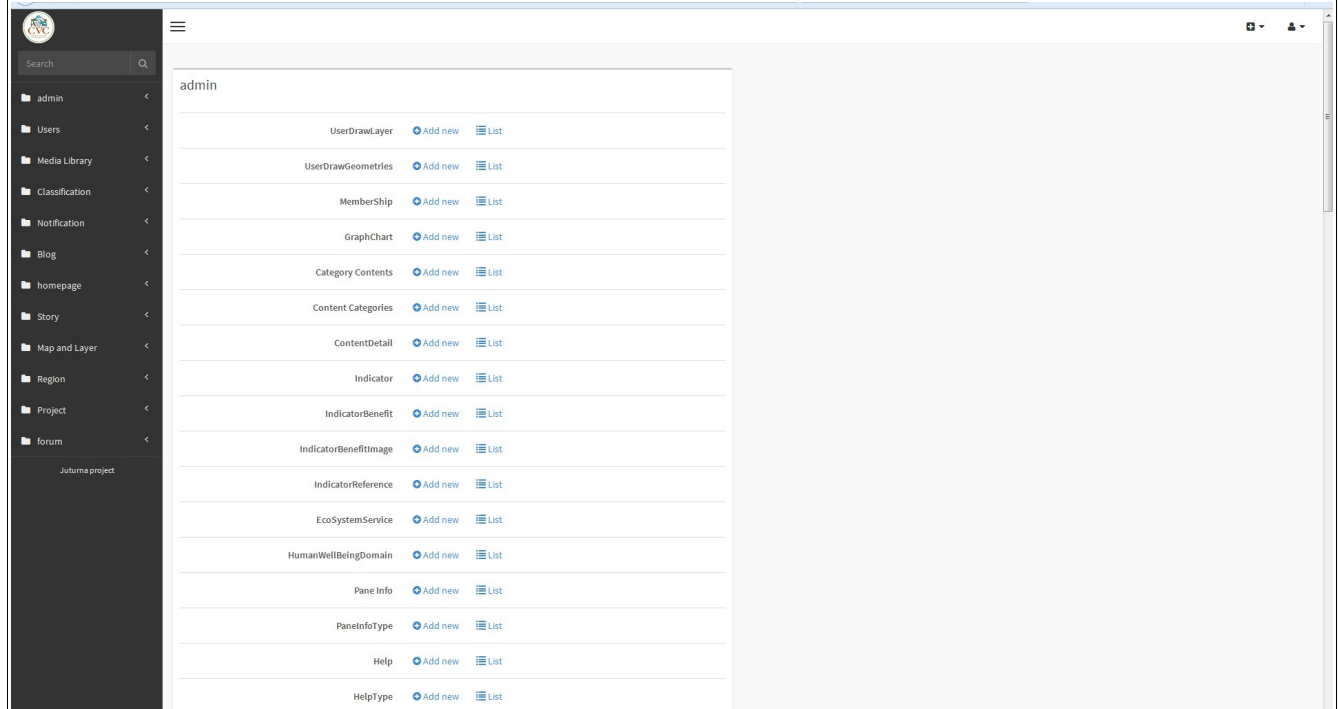 CVC
Search
admin
Users
Media Library
Classification
Notification
Blog
homepage
Story
Map and Layer
Region
Project
forum
Juturna project
admin
UserDrawLayer Add new List
UserDrawGeometries Add new List
MemberShip Add new List
GraphChart Add new List
Category Contents Add new List
Content Categories Add new List
ContentDetail Add new List
Indicator Add new List
IndicatorBenefit Add new List
IndicatorBenefitImage Add new List
IndicatorReference Add new List
EcoSystemService Add new List
HumanWellBeingDomain Add new List
Pane Info Add new List
PaneInfoType Add new List
Help Add new List
HelpType Add new List